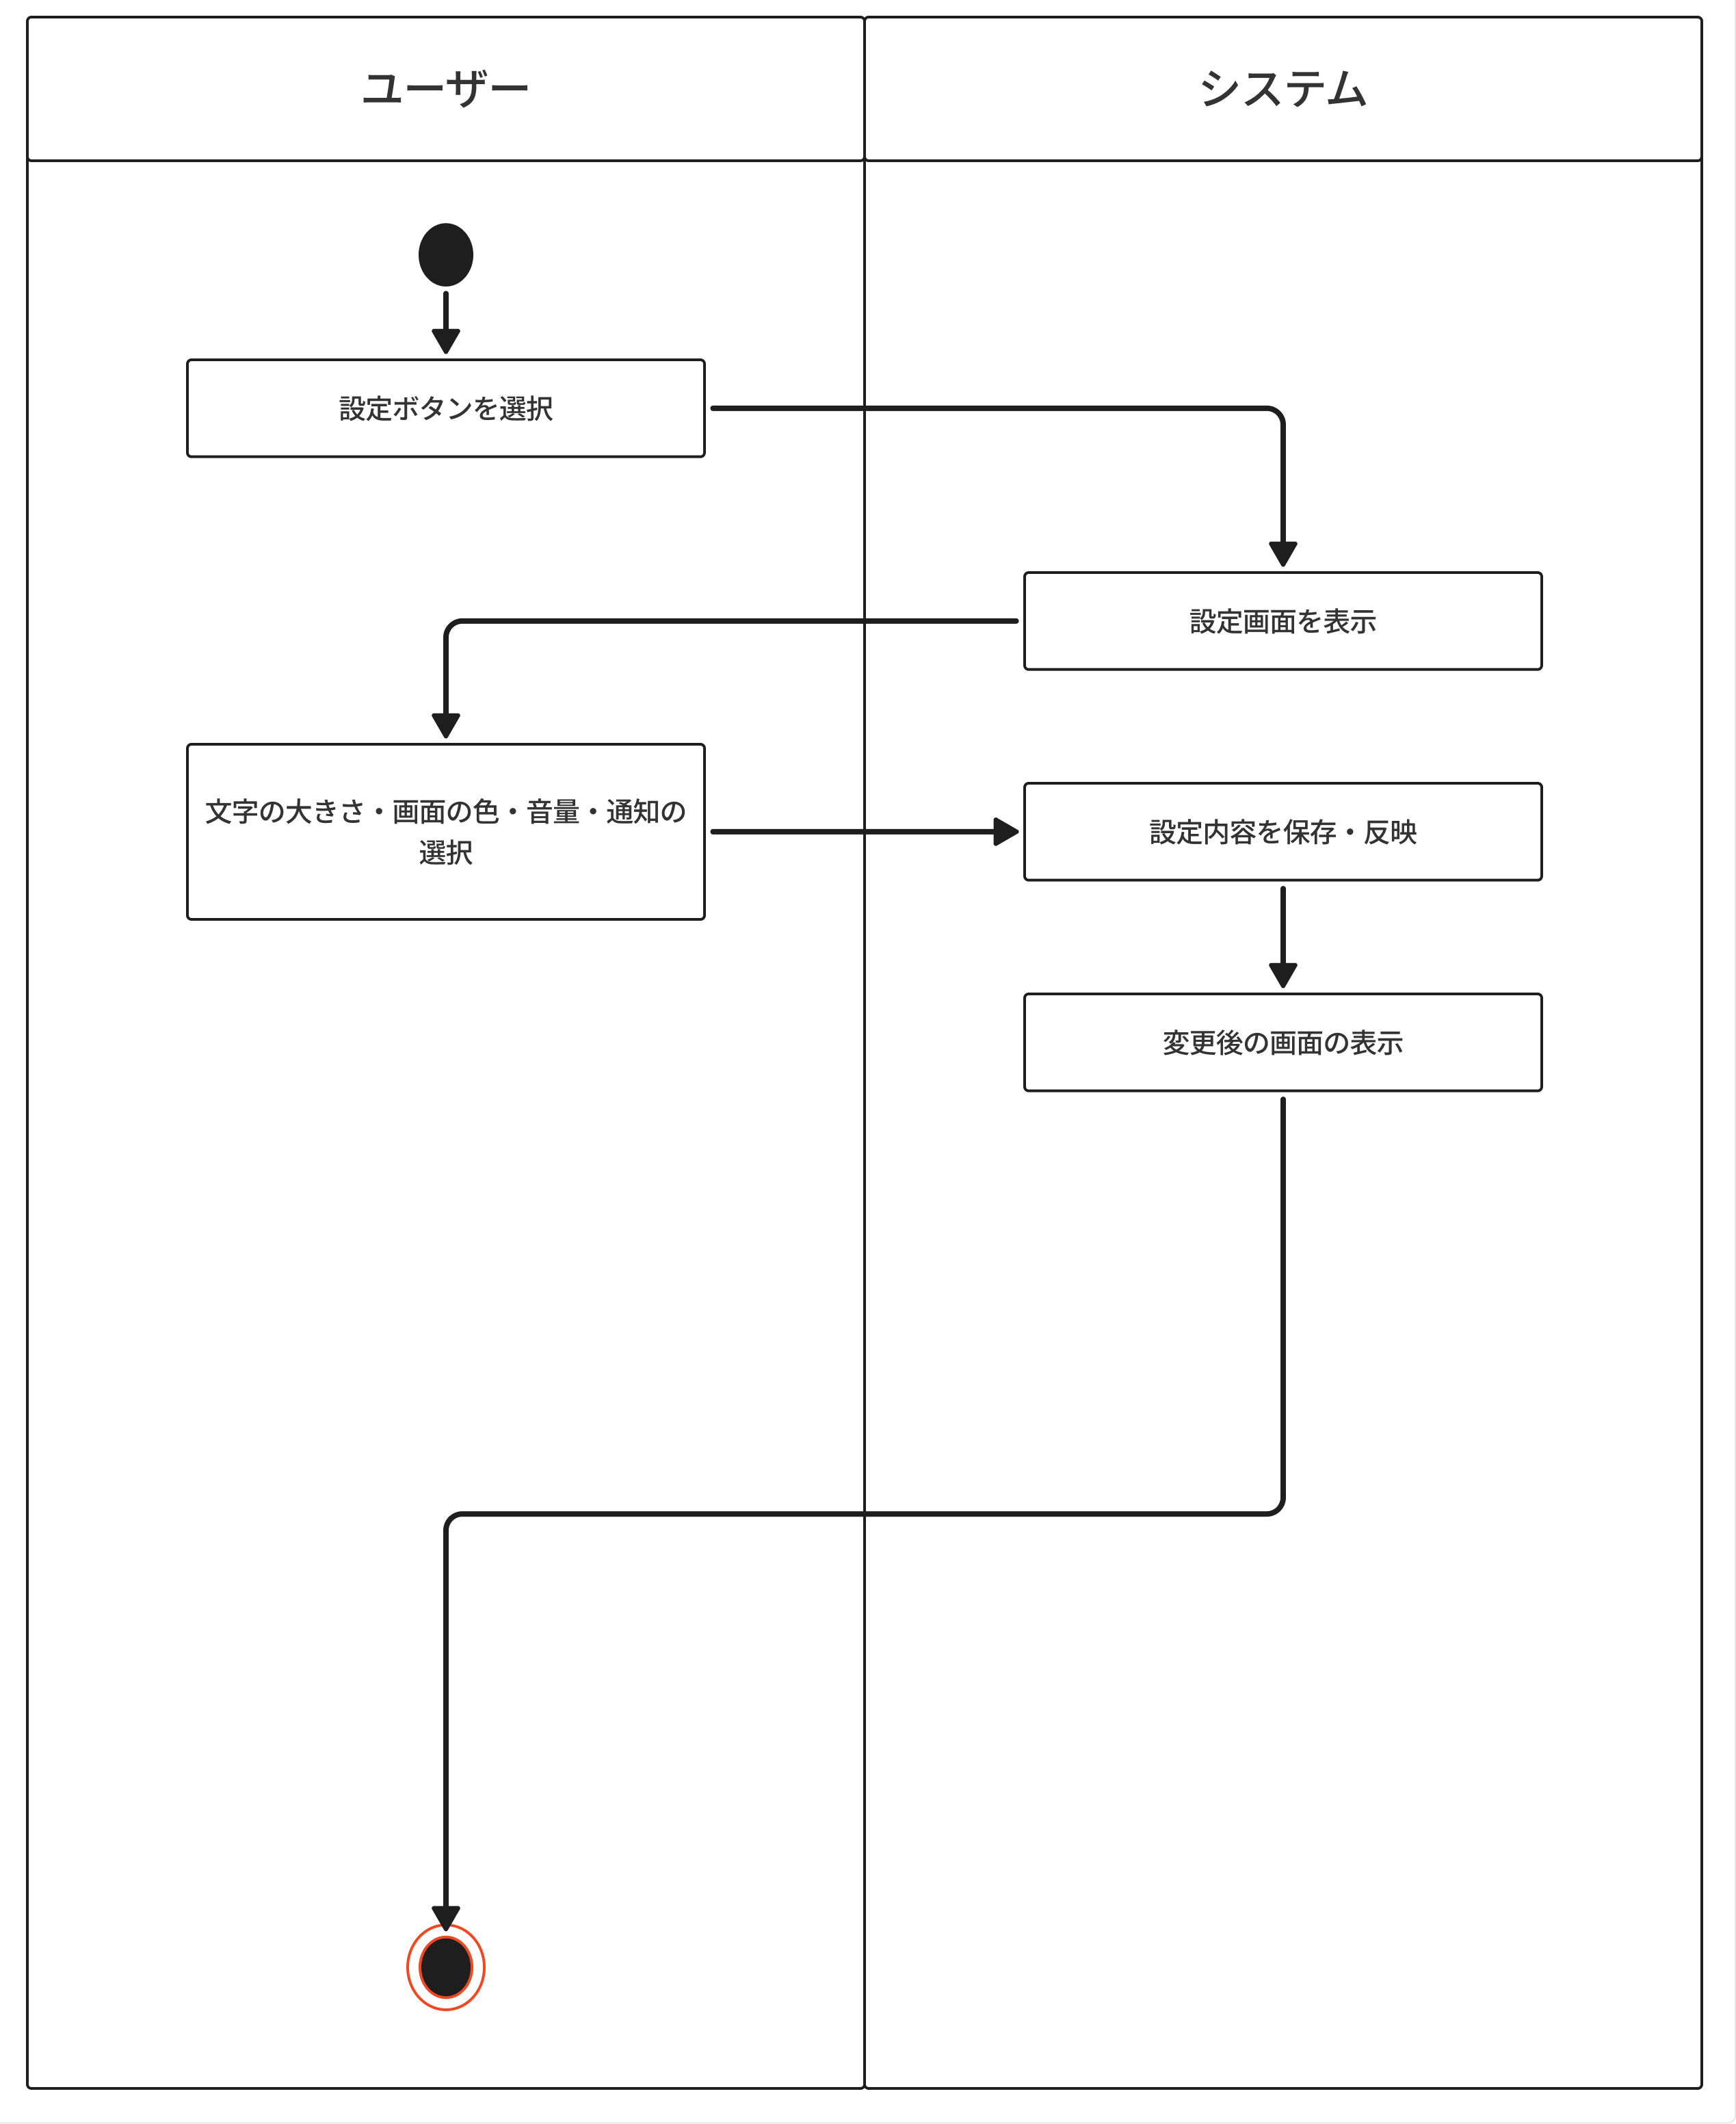 ユーザー
システム
設定ボタンを選択
設定画面を表示
文字の大きさ・画面の色・音量・通知の
選択
設定内容を保存・反映
変更後の画面の表示